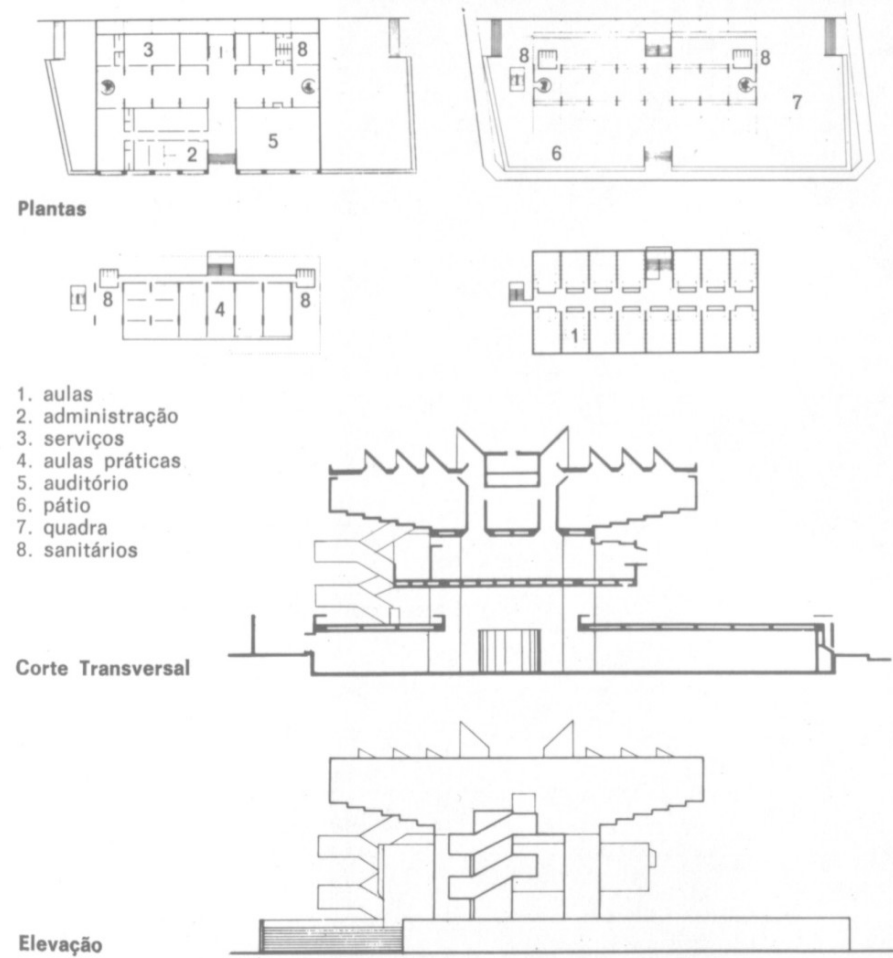 3
8
2
5
8
8
7
6
Plantas
8
4
8
1
1. aulas
2. administração
3. serviços
4. aulas práticas
5. auditório
6. pátio
7. quadra
8. sanitários
Corte Transversal
Elevação